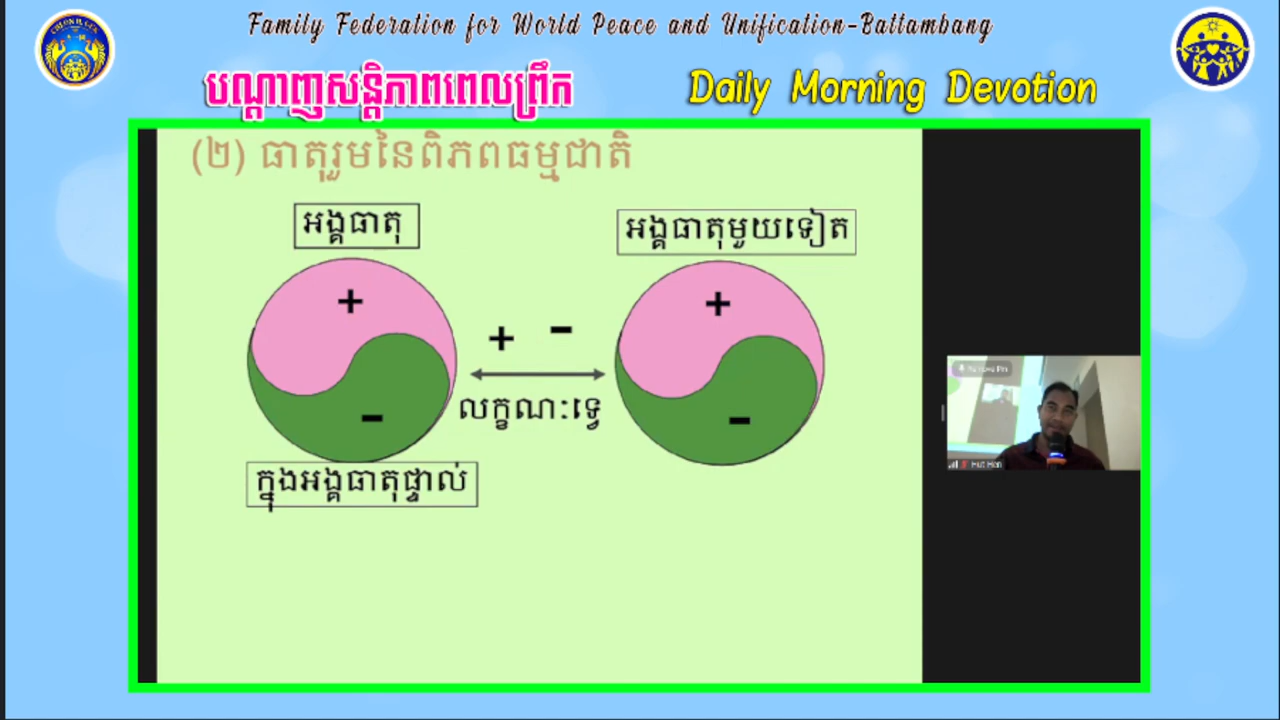 Family Federation for World Peace and Unification-Battambang
បណ្តាញសន្តិភាពពេលព្រឹក
Daily Morning Devotion
(២) ធាតុរួមនៃពិភពធម្មជាតិ
អង្គធាតុ
អង្គធាតុមួយទៀត
+
+
+ -
លក្ខណៈទ្វេ
-
-
ក្នុងអង្គធាតុផ្ទាល់